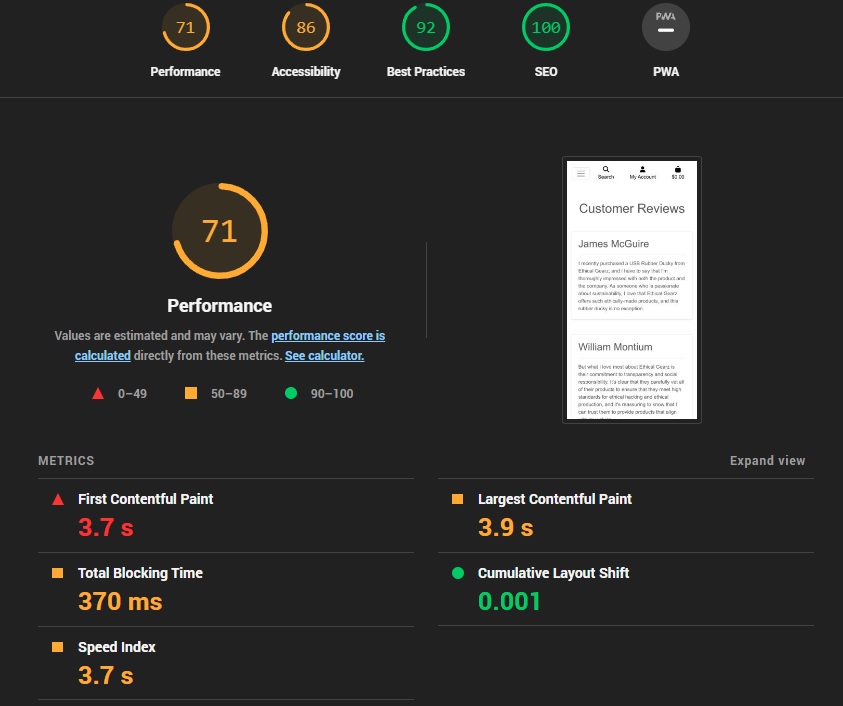 71
86
92
100
PWA
Performance
Accessibility
Best Practices
SEO
PWA
71
Performance
Values are estimated and may vary. The performance score is
calculated directly from these metrics. See calculator.
0–49
50–89
90–100
Search
My Account
$0.00
Customer Reviews
James McGuire
I recently purchased a USB Rubber Ducky from
Ethical Gearz, and I have to say that I'm
thoroughly impressed with both the product and
the company. As someone who is passionate
about sustainability, I love that Ethical Gearz
offers such ethically-made products, and this
rubber ducky is no exception.
William Montium
But what I love most about Ethical Gearz is
their commitment to transparency and social
responsibility. It's clear that they carefully vet all
of their products to ensure that they meet high
standards for ethical hacking and ethical
production, and it's reassuring to know that I
can trust them to provide products that align
METRICS
Expand view
First Contentful Paint
3.7 s
Largest Contentful Paint
3.9 s
Total Blocking Time
370 ms
Cumulative Layout Shift
0.001
Speed Index
3.7 s